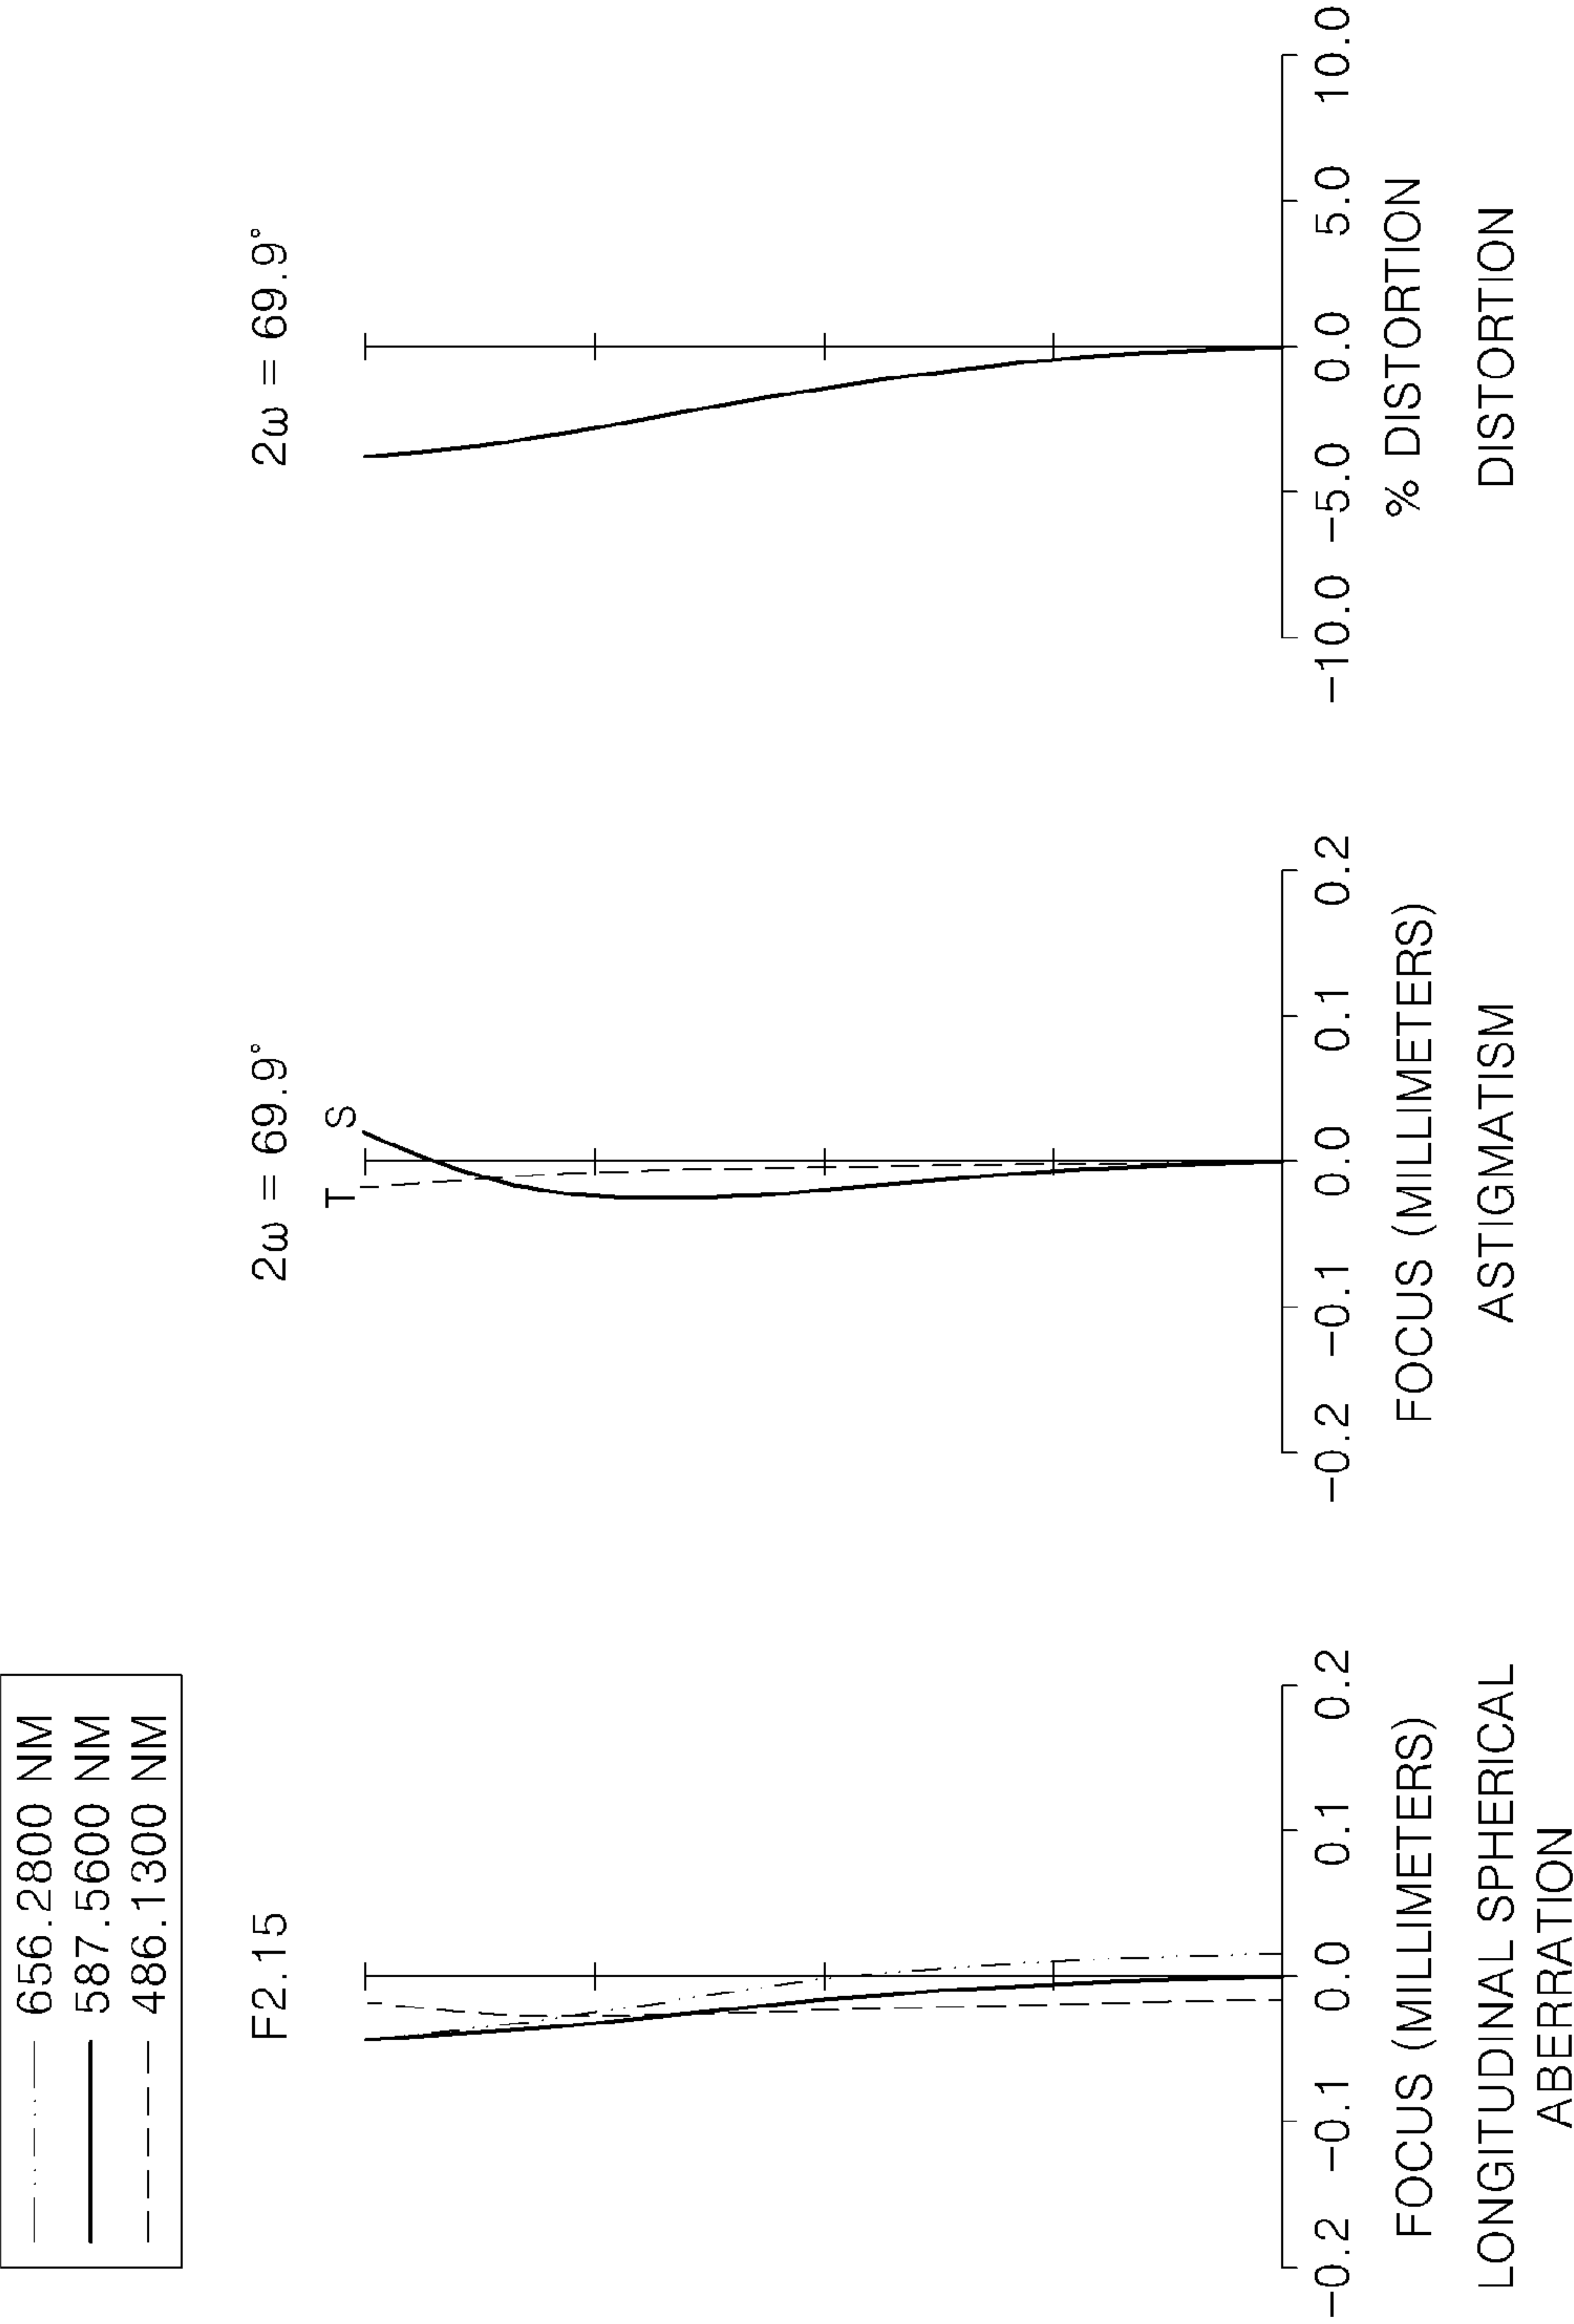 656.2800 NM
587.5600 NM
486.1300 NM
F2.15
-0.2 -0.1 0.0 0.1 0.2
FOCUS (MILLIMETERS)
LONGITUDINAL SPHERICAL
ABERRATION
2ω = 69.9°
T S
-0.2 -0.1 0.0 0.1 0.2
FOCUS (MILLIMETERS)
ASTIGMATISM
2ω = 69.9°
-10.0 -5.0 0.0 5.0 10.0
% DISTORTION
DISTORTION